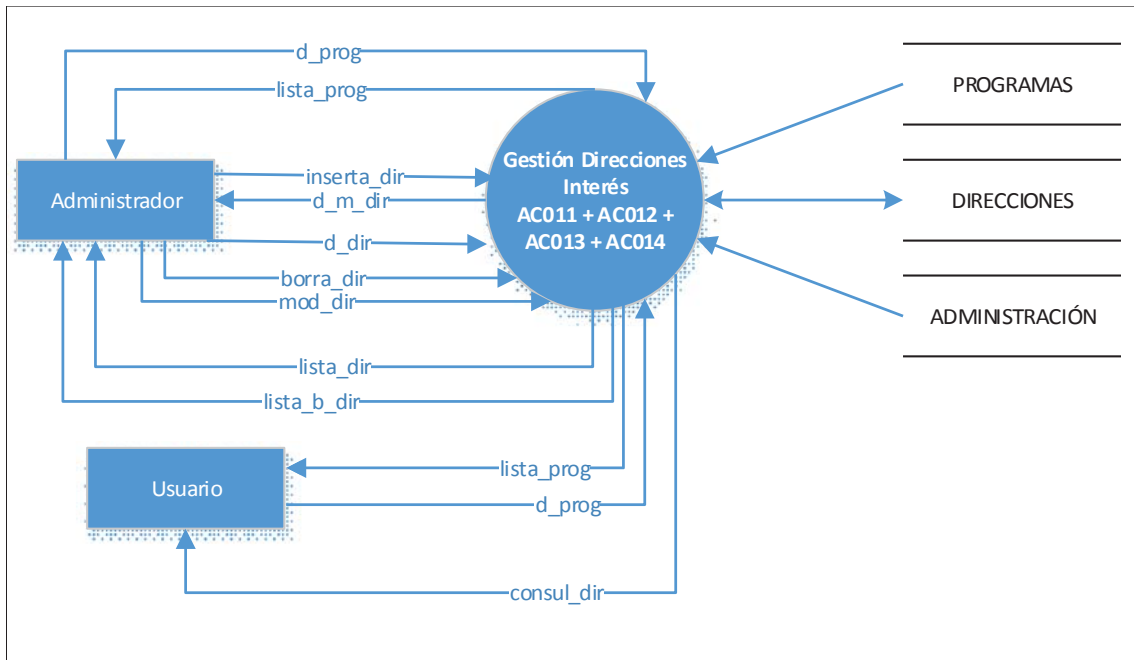 d_prog
lista_prog
PROGRAMAS
Gestión Direcciones
Interés
AC011 + AC012 +
AC013 + AC014
Administrador
inserta_dir
d_m_dir
d_dir
DIRECCIONES
borra_dir
mod_dir
ADMINISTRACIÓN
lista_dir
lista_b_dir
lista_prog
Usuario
d_prog
consul_dir